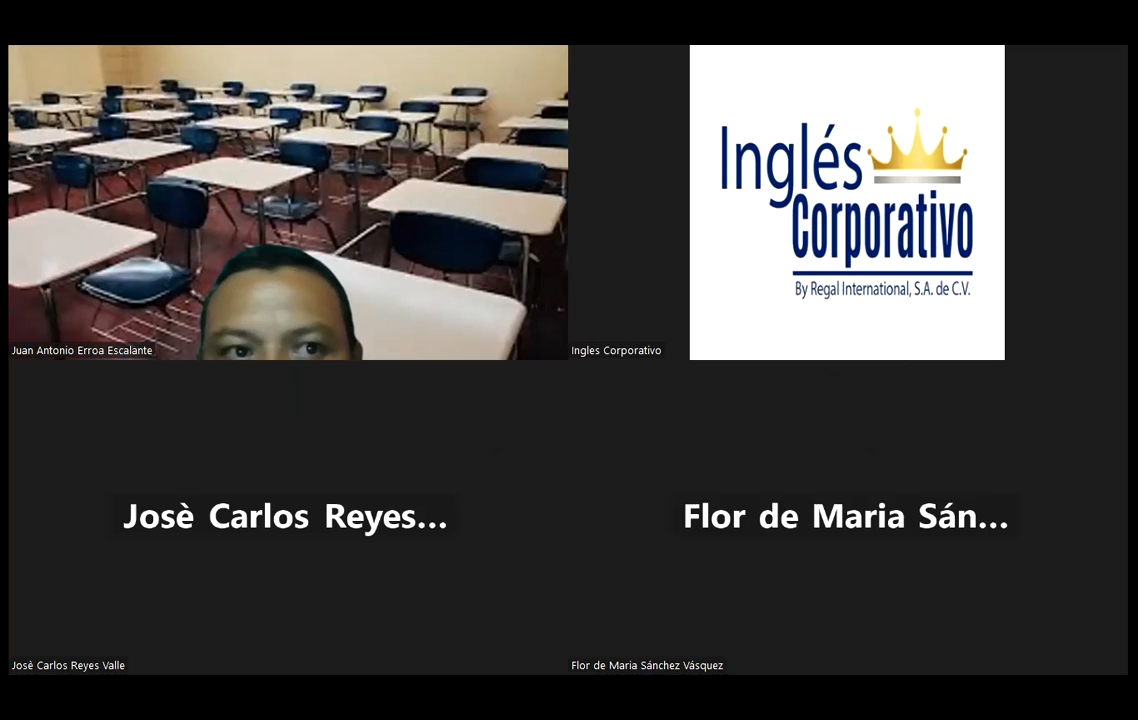 Juan Antonio Erroa Escalante
Inglés
Corporativo
By Regal International, S.A. de C.V.
Ingles Corporativo
Josè Carlos Reyes...
Flor de Maria Sán...
Josè Carlos Reyes Valle
Flor de Maria Sánchez Vásquez